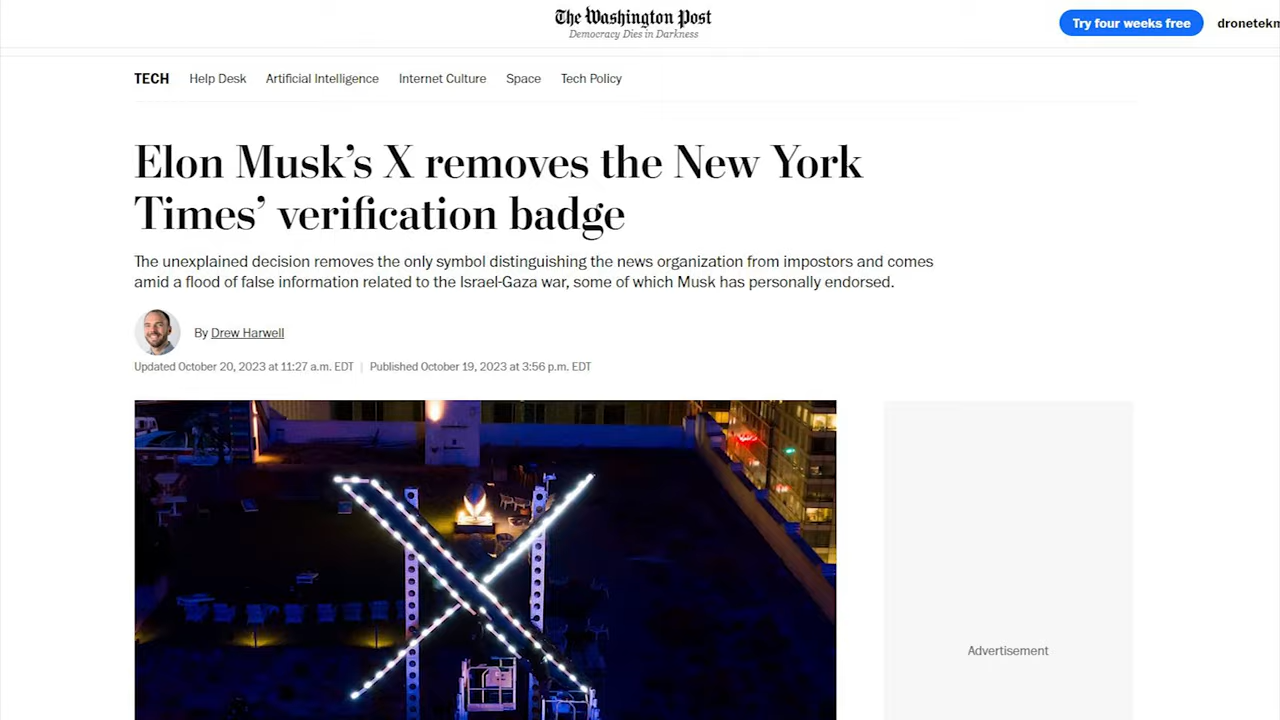 The Washington Post
Democracy Dies in Darkness
Try four weeks free
TECH Help Desk Artificial Intelligence Internet Culture Space Tech Policy
Elon Musk’s X removes the New York
Times’ verification badge
The unexplained decision removes the only symbol distinguishing the news organization from impostors and comes
amid a flood of false information related to the Israel-Gaza war, some of which Musk has personally endorsed.
By Drew Harwell
Updated October 20, 2023 at 11:27 a.m. EDT | Published October 19, 2023 at 3:56 p.m. EDT
X
Advertisement